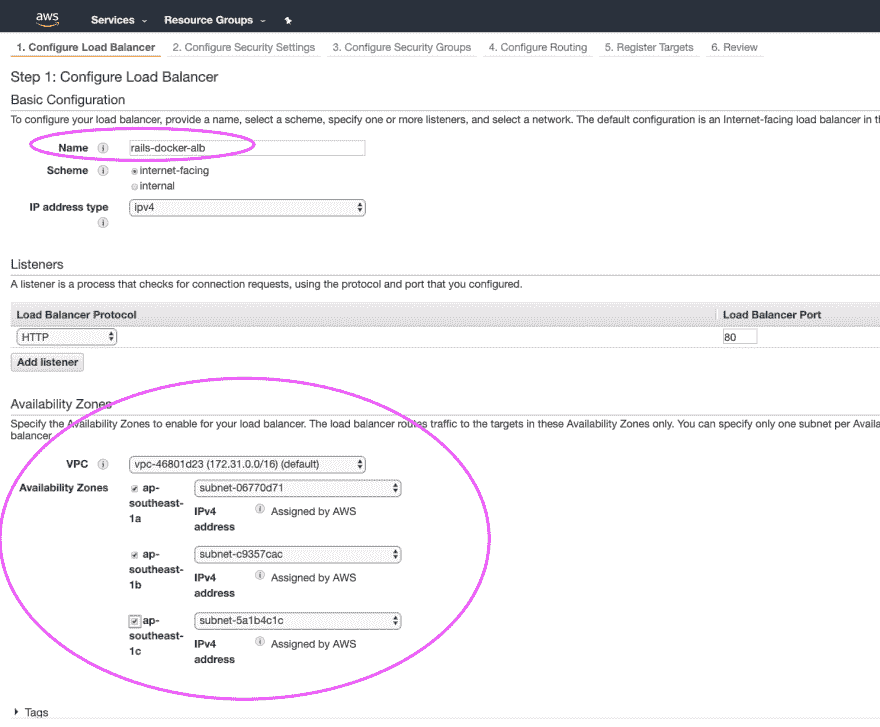 aws Services Resource Groups
1. Configure Load Balancer 2. Configure Security Settings 3. Configure Security Groups 4. Configure Routing 5. Register Targets 6. Review
Step 1: Configure Load Balancer
Basic Configuration
To configure your load balancer, provide a name, select a scheme, specify one or more listeners, and select a network. The default configuration is an Internet-facing load balancer in th
Name i rails-docker-alb
Scheme i internet-facing
internal
IP address type ipv4
i
Listeners
A listener is a process that checks for connection requests, using the protocol and port that you configured.
Load Balancer Protocol Load Balancer Port
HTTP 80
Add listener
Availability Zones
Specify the Availability Zones to enable for your load balancer. The load balancer routes traffic to the targets in these Availability Zones only. You can specify only one subnet per Availa
balancer.
VPC i vpc-46801d23 (172.31.0.0/16) (default)
Availability Zones ap-southeast-1a subnet-06770d71
IPv4 address i Assigned by AWS
ap-southeast-1b subnet-c9357cac
IPv4 address i Assigned by AWS
ap-southeast-1c subnet-5a1b4c1c
IPv4 address i Assigned by AWS
Tags